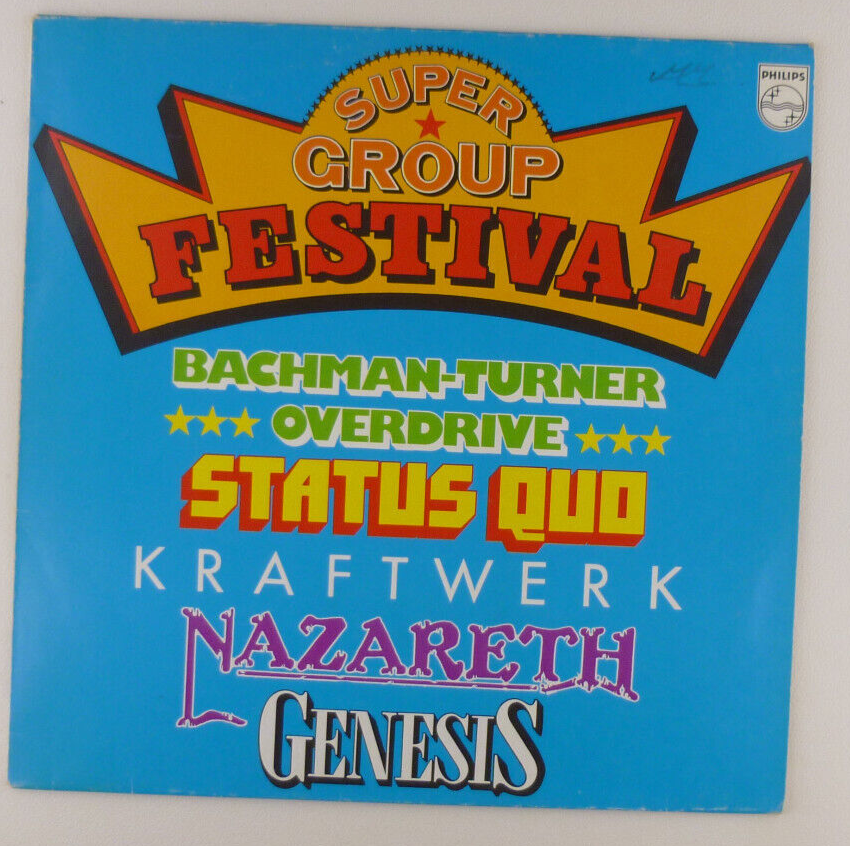 SUPER
GROUP
FESTIVAL
PHILIPS
BACHMAN-TURNER
OVERDRIVE
STATUS QUO
KRAFTWERK
NAZARETH
GENESIS